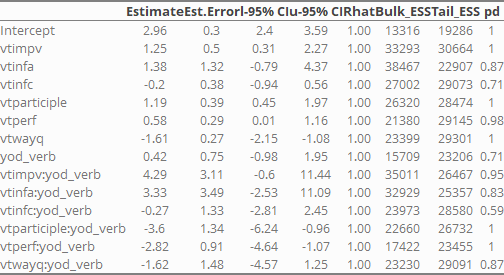 EstimateEst.Errorl-95% CIu-95% CIRhatBulk_ESSTail_ESS pd
Intercept 2.96 0.3 2.4 3.59 1.00 13316 19286 1
vtimpv 1.25 0.5 0.31 2.27 1.00 33293 30664 1
vtinfa 1.38 1.32 -0.79 4.37 1.00 38467 22907 0.87
vtinfc -0.2 0.38 -0.94 0.56 1.00 27002 29073 0.71
vtparticiple 1.19 0.39 0.45 1.97 1.00 26320 28474 1
vtperf 0.58 0.29 0.01 1.16 1.00 21380 29145 0.98
vtwayq -1.61 0.27 -2.15 -1.08 1.00 23399 29301 1
yod_verb 0.42 0.75 -0.98 1.95 1.00 15709 23206 0.71
vtimpv:yod_verb 4.29 3.11 -0.6 11.44 1.00 35011 26467 0.95
vtinfa:yod_verb 3.33 3.49 -2.53 11.09 1.00 32929 25357 0.83
vtinfc:yod_verb -0.27 1.33 -2.81 2.45 1.00 23973 28580 0.59
vtparticiple:yod_verb -3.6 1.34 -6.24 -0.96 1.00 22660 26732 1
vtperf:yod_verb -2.82 0.91 -4.64 -1.07 1.00 17422 23455 1
vtwayq:yod_verb -1.62 1.48 -4.57 1.25 1.00 23230 29091 0.87